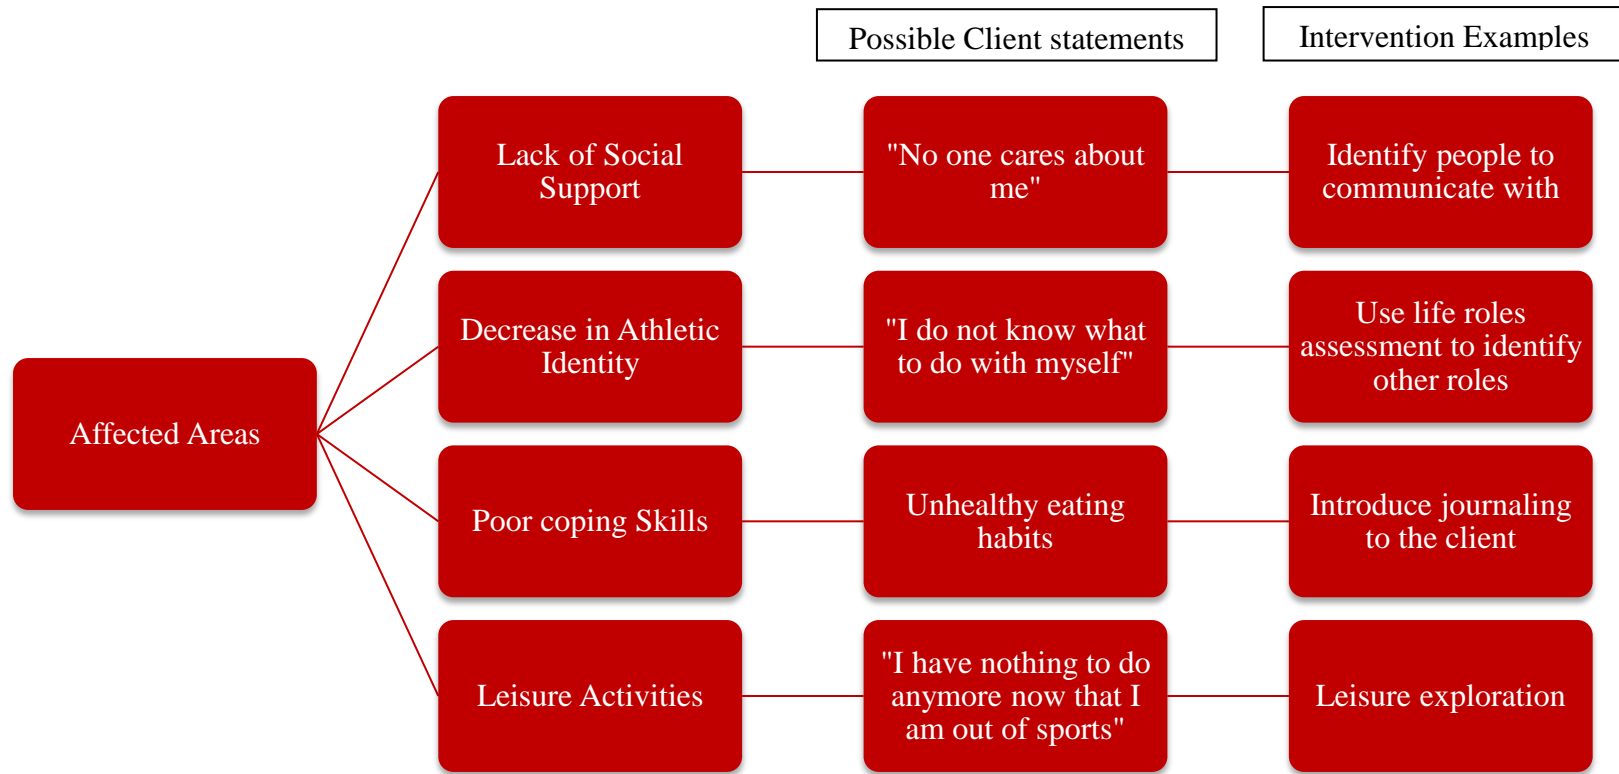 Possible Client statements
Intervention Examples
Lack of Social
Support
"No one cares about
me"
Identify people to
communicate with
Decrease in Athletic
Identity
"I do not know what
to do with myself"
Use life roles
assessment to identify
other roles
Affected Areas
Poor coping Skills
Unhealthy eating
habits
Introduce journaling
to the client
Leisure Activities
"I have nothing to do
anymore now that I
am out of sports"
Leisure exploration